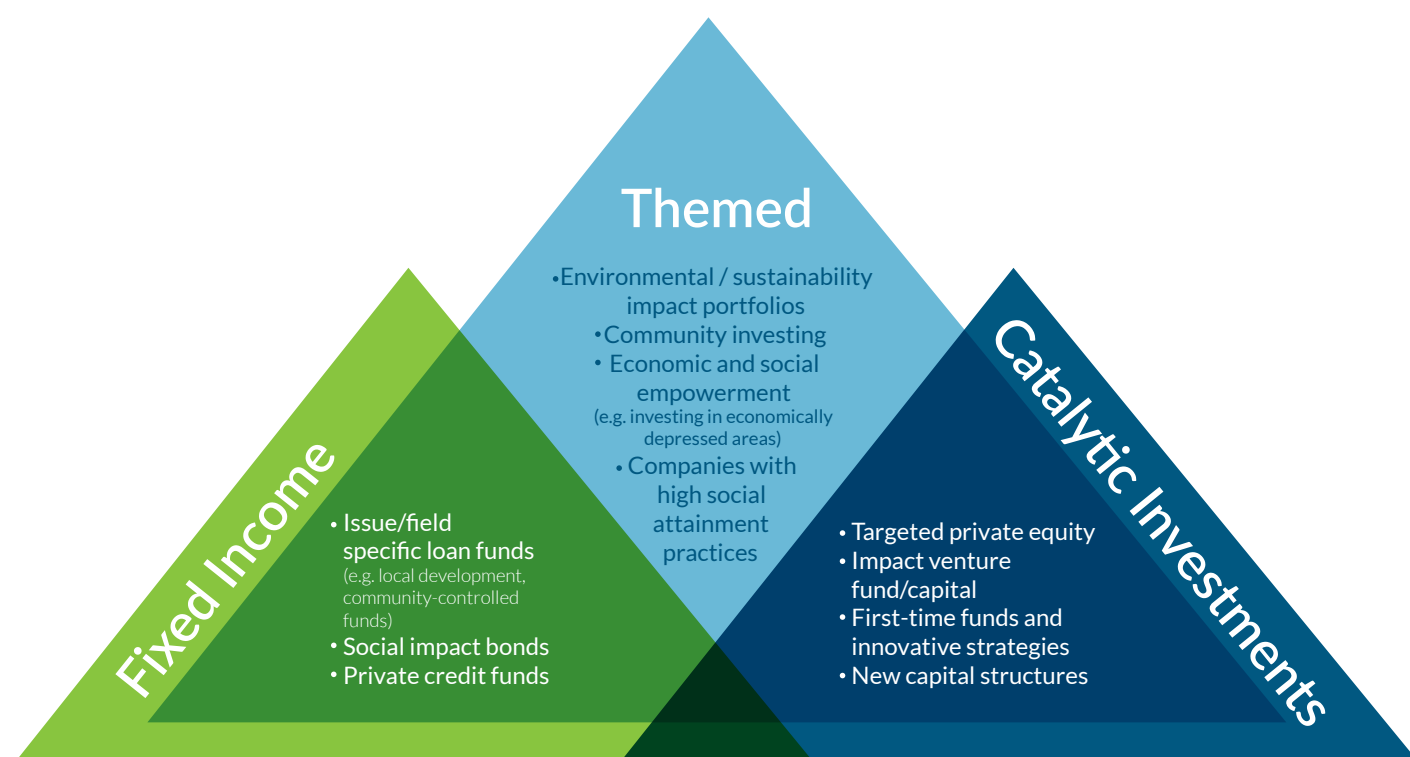 Themed
•Environmental / sustainability
impact portfolios
•Community investing
• Economic and social
empowerment
(e.g. investing in economically
depressed areas)
• Companies with
high social
attainment
practices
Fixed Income
• Issue/field
specific loan funds
(e.g. local development,
community-controlled
funds)
• Social impact bonds
• Private credit funds
Catalytic Investments
• Targeted private equity
• Impact venture
fund/capital
• First-time funds and
innovative strategies
• New capital structures